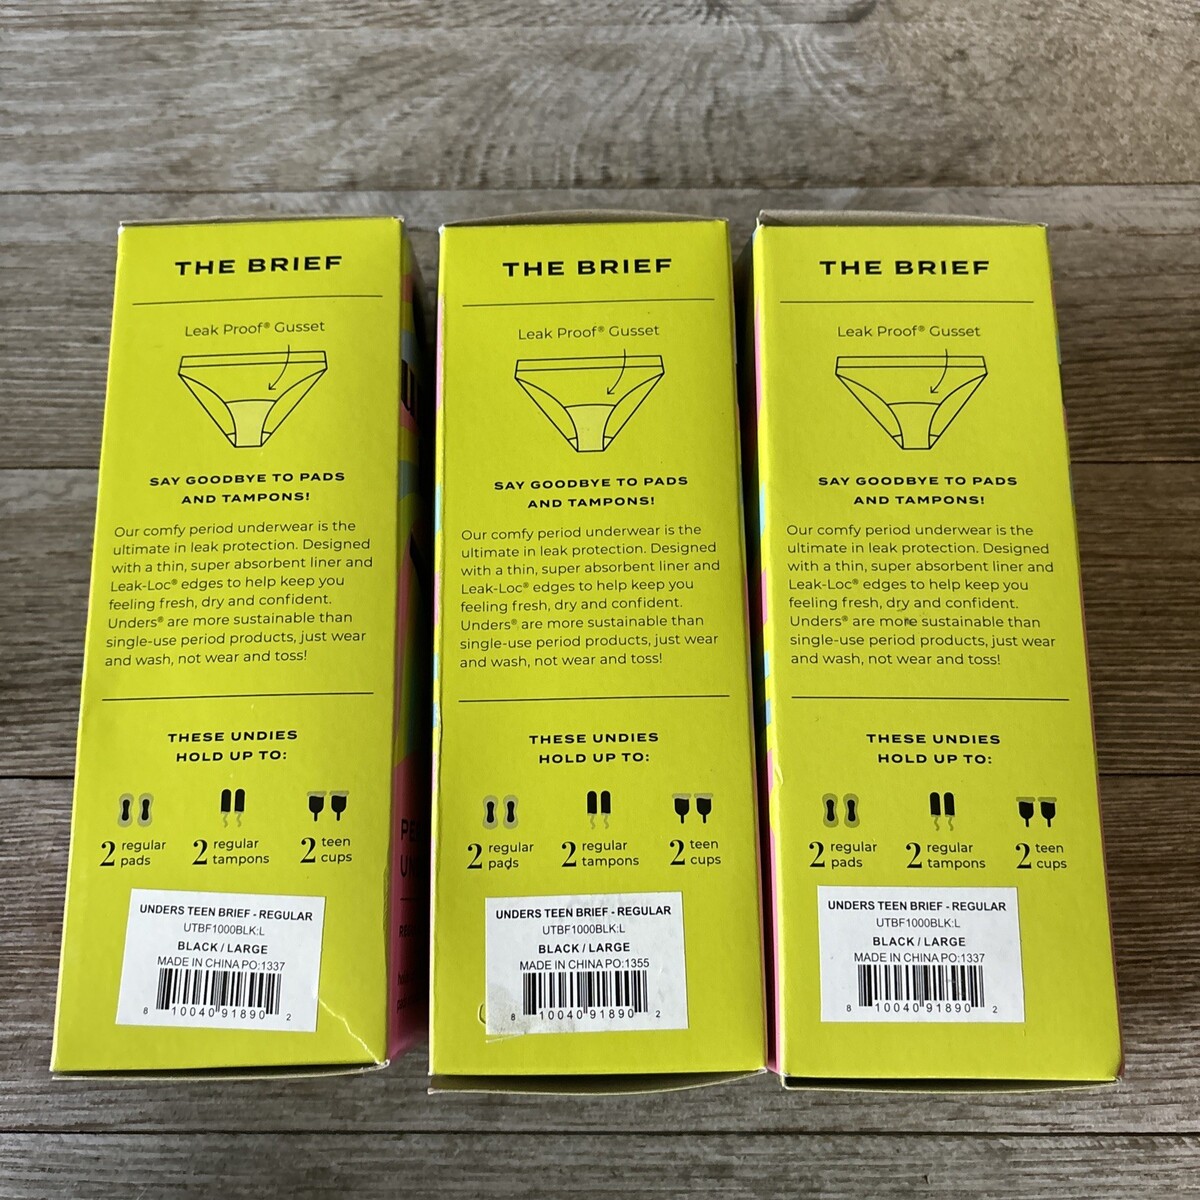 THE BRIEF
Leak Proof® Gusset
SAY GOODBYE TO PADS
AND TAMPONS!
Our comfy period underwear is the
ultimate in leak protection. Designed
with a thin, super absorbent liner and
Leak-Loc® edges to help keep you
feeling fresh, dry and confident.
Unders® are more sustainable than
single-use period products, just wear
and wash, not wear and toss!
THESE UNDIES
HOLD UP TO:
2 regular pads
2 regular tampons
2 teen cups
UNDERS TEEN BRIEF - REGULAR
UTBF1000BLK:L
BLACK / LARGE
MADE IN CHINA PO:1337
8 10040 91890 2
THE BRIEF
Leak Proof® Gusset
SAY GOODBYE TO PADS
AND TAMPONS!
Our comfy period underwear is the
ultimate in leak protection. Designed
with a thin, super absorbent liner and
Leak-Loc® edges to help keep you
feeling fresh, dry and confident.
Unders® are more sustainable than
single-use period products, just wear
and wash, not wear and toss!
THESE UNDIES
HOLD UP TO:
2 regular pads
2 regular tampons
2 teen cups
UNDERS TEEN BRIEF - REGULAR
UTBF1000BLK:L
BLACK / LARGE
MADE IN CHINA PO:1355
8 10040 91890 2
THE BRIEF
Leak Proof® Gusset
SAY GOODBYE TO PADS
AND TAMPONS!
Our comfy period underwear is the
ultimate in leak protection. Designed
with a thin, super absorbent liner and
Leak-Loc® edges to help keep you
feeling fresh, dry and confident.
Unders® are more sustainable than
single-use period products, just wear
and wash, not wear and toss!
THESE UNDIES
HOLD UP TO:
2 regular pads
2 regular tampons
2 teen cups
UNDERS TEEN BRIEF - REGULAR
UTBF1000BLK:L
BLACK / LARGE
MADE IN CHINA PO:1337
8 10040 91890 2